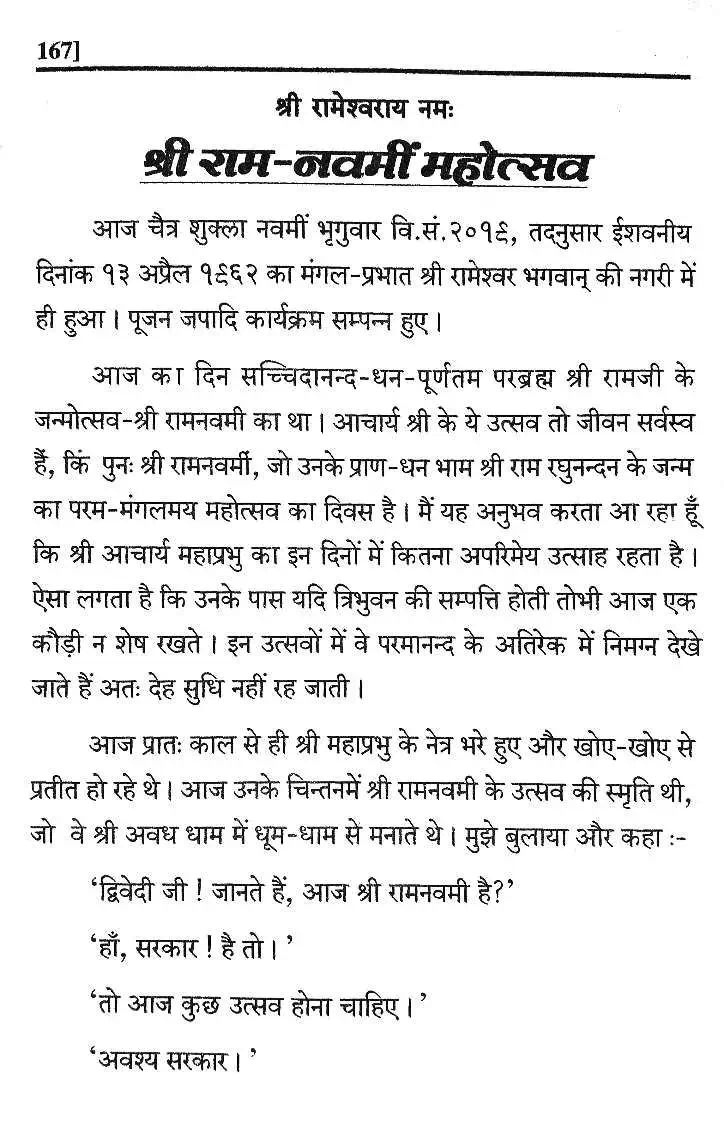 167]
श्री रामेश्वराय नमः
श्री राम-नवमीं महोत्सव
आज चैत्र शुक्ला नवमीं भृगुवार वि.सं.२०१९, तदनुसार ईशवनीय
दिनांक १३ अप्रैल १९६२ का मंगल-प्रभात श्री रामेश्वर भगवान् की नगरी में
ही हुआ। पूजन जपादि कार्यक्रम सम्पन्न हुए।
आज का दिन सच्चिदानन्द-धन-पूर्णतम परब्रह्म श्री रामजी के
जन्मोत्सव-श्री रामनवमी का था। आचार्य श्री के ये उत्सव तो जीवन सर्वस्व
हैं, किं पुनः श्री रामनवमीं, जो उनके प्राण-धन भाम श्री राम रघुनन्दन के जन्म
का परम-मंगलमय महोत्सव का दिवस है। मैं यह अनुभव करता आ रहा हूँ
कि श्री आचार्य महाप्रभु का इन दिनों में कितना अपरिमेय उत्साह रहता है।
ऐसा लगता है कि उनके पास यदि त्रिभुवन की सम्पत्ति होती तोभी आज एक
कौड़ी न शेष रखते। इन उत्सवों में वे परमानन्द के अतिरेक में निमग्न देखे
जाते हैं अतः देह सुधि नहीं रह जाती।
आज प्रातः काल से ही श्री महाप्रभु के नेत्र भरे हुए और खोए-खोए से
प्रतीत हो रहे थे। आज उनके चिन्तनमें श्री रामनवमी के उत्सव की स्मृति थी,
जो वे श्री अवध धाम में धूम-धाम से मनाते थे। मुझे बुलाया और कहा :-
‘द्विवेदी जी ! जानते हैं, आज श्री रामनवमी है?’
‘हाँ, सरकार ! है तो।’
‘तो आज कुछ उत्सव होना चाहिए।’
‘अवश्य सरकार।’